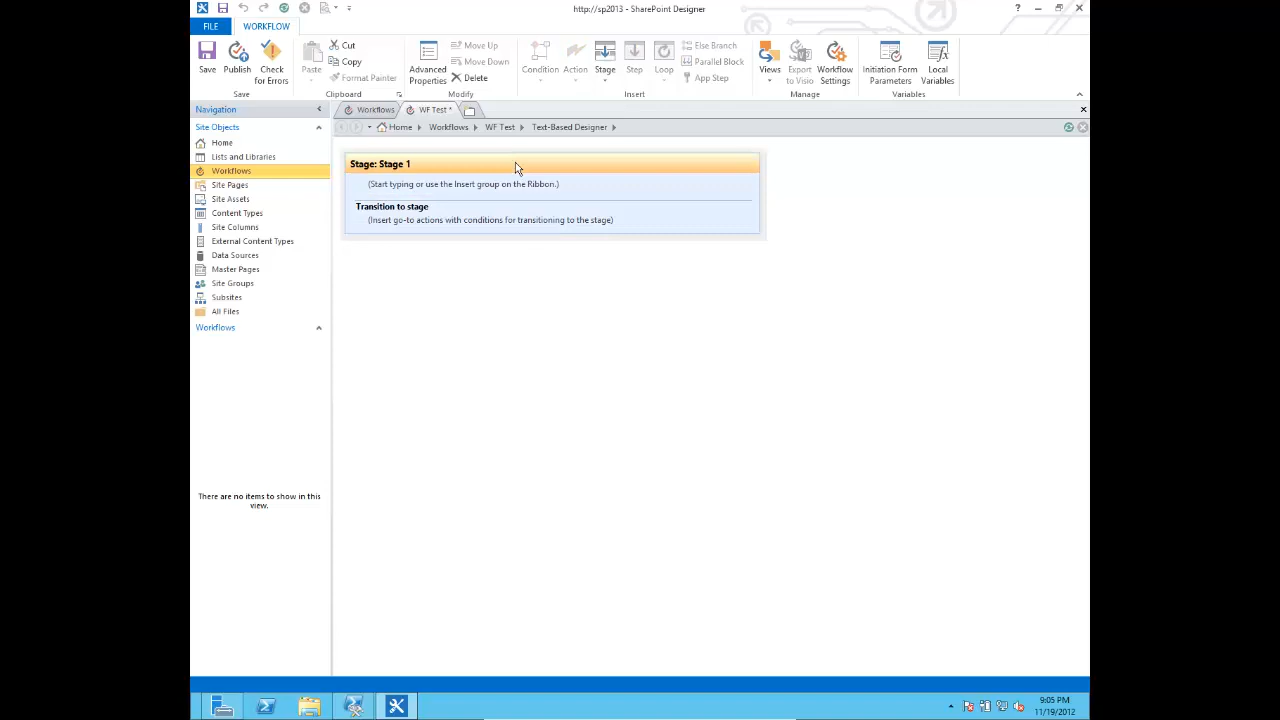 http://sp2013 - SharePoint Designer
?
FILE
WORKFLOW
Save
Publish
Check for Errors
Save
Paste
Cut
Copy
Format Painter
Clipboard
Advanced Properties
Move Up
Move Down
Delete
Modify
Condition
Action
Stage
Step
Loop
Else Branch
Parallel Block
App Step
Insert
Views
Export to Visio
Workflow Settings
Manage
Initiation Form Parameters
Local Variables
Variables
Navigation
Site Objects
Home
Lists and Libraries
Workflows
Site Pages
Site Assets
Content Types
Site Columns
External Content Types
Data Sources
Master Pages
Site Groups
Subsites
All Files
Workflows
There are no items to show in this
view.
Workflows
WF Test *
Home Workflows WF Test Text-Based Designer
Stage: Stage 1
(Start typing or use the Insert group on the Ribbon.)
Transition to stage
(Insert go-to actions with conditions for transitioning to the stage)
9:05 PM
11/19/2012